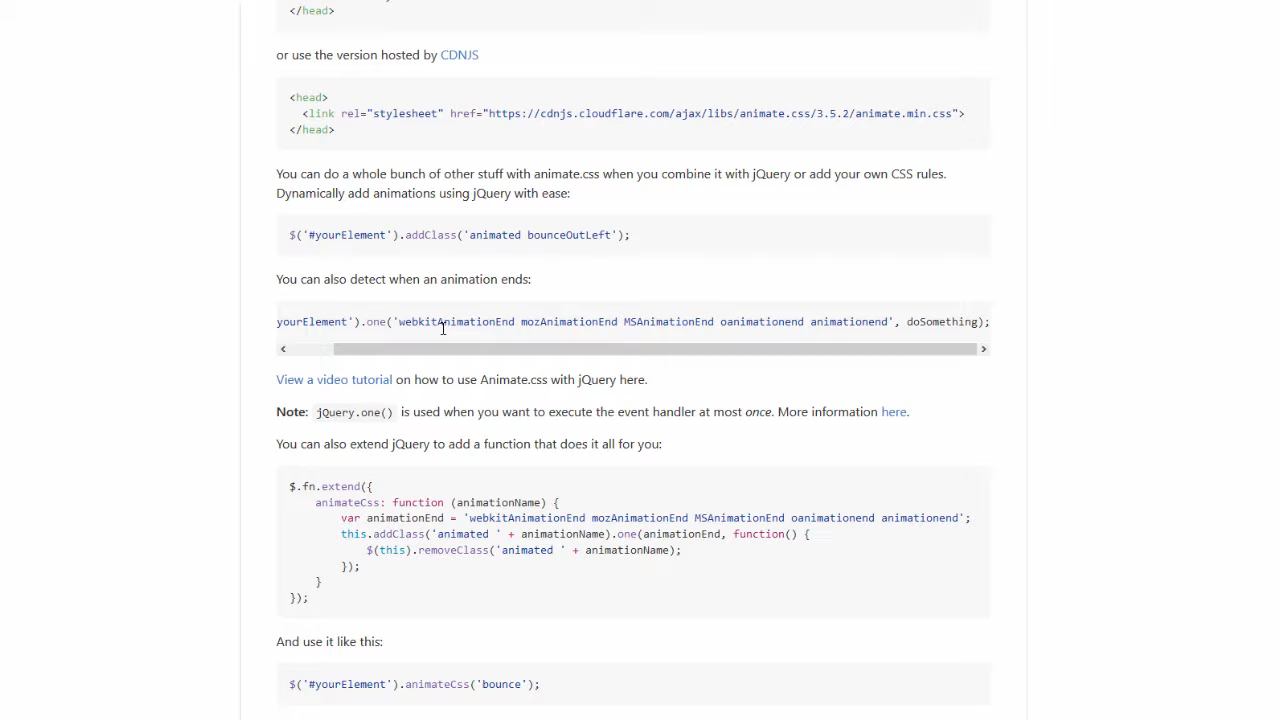 </head>
or use the version hosted by CDNJS
<head>
<link rel="stylesheet" href="https://cdnjs.cloudflare.com/ajax/libs/animate.css/3.5.2/animate.min.css">
</head>
You can do a whole bunch of other stuff with animate.css when you combine it with jQuery or add your own CSS rules.
Dynamically add animations using jQuery with ease:
$('#yourElement').addClass('animated bounceOutLeft');
You can also detect when an animation ends:
yourElement').one('webkitAnimationEnd mozAnimationEnd MSAnimationEnd oanimationend animationend', doSomething);
View a video tutorial on how to use Animate.css with jQuery here.
Note: jQuery.one() is used when you want to execute the event handler at most once. More information here.
You can also extend jQuery to add a function that does it all for you:
$.fn.extend({
animateCss: function (animationName) {
var animationEnd = 'webkitAnimationEnd mozAnimationEnd MSAnimationEnd oanimationend animationend';
this.addClass('animated ' + animationName).one(animationEnd, function() {
$(this).removeClass('animated ' + animationName);
});
}
});
And use it like this:
$('#yourElement').animateCss('bounce');